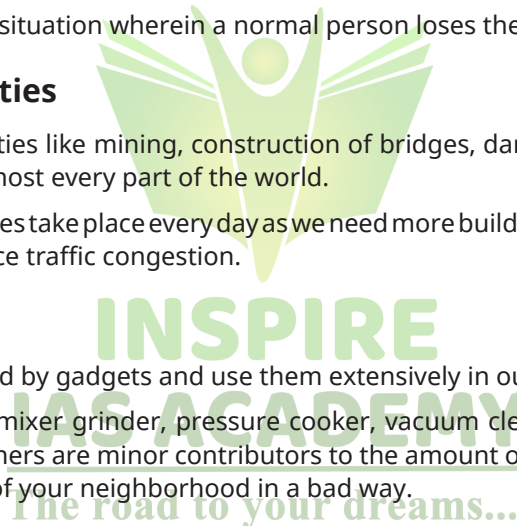 situation wherein a normal person loses the
ties
ties like mining, construction of bridges, da
most every part of the world.
es take place every day as we need more build
ce traffic congestion.
INSPIRE
d by gadgets and use them extensively in ou
mixer grinder, pressure cooker, vacuum cle
IAS ACADEMY
ners are minor contributors to the amount o
of your neighborhood in a bad way.
The road to your dreams...